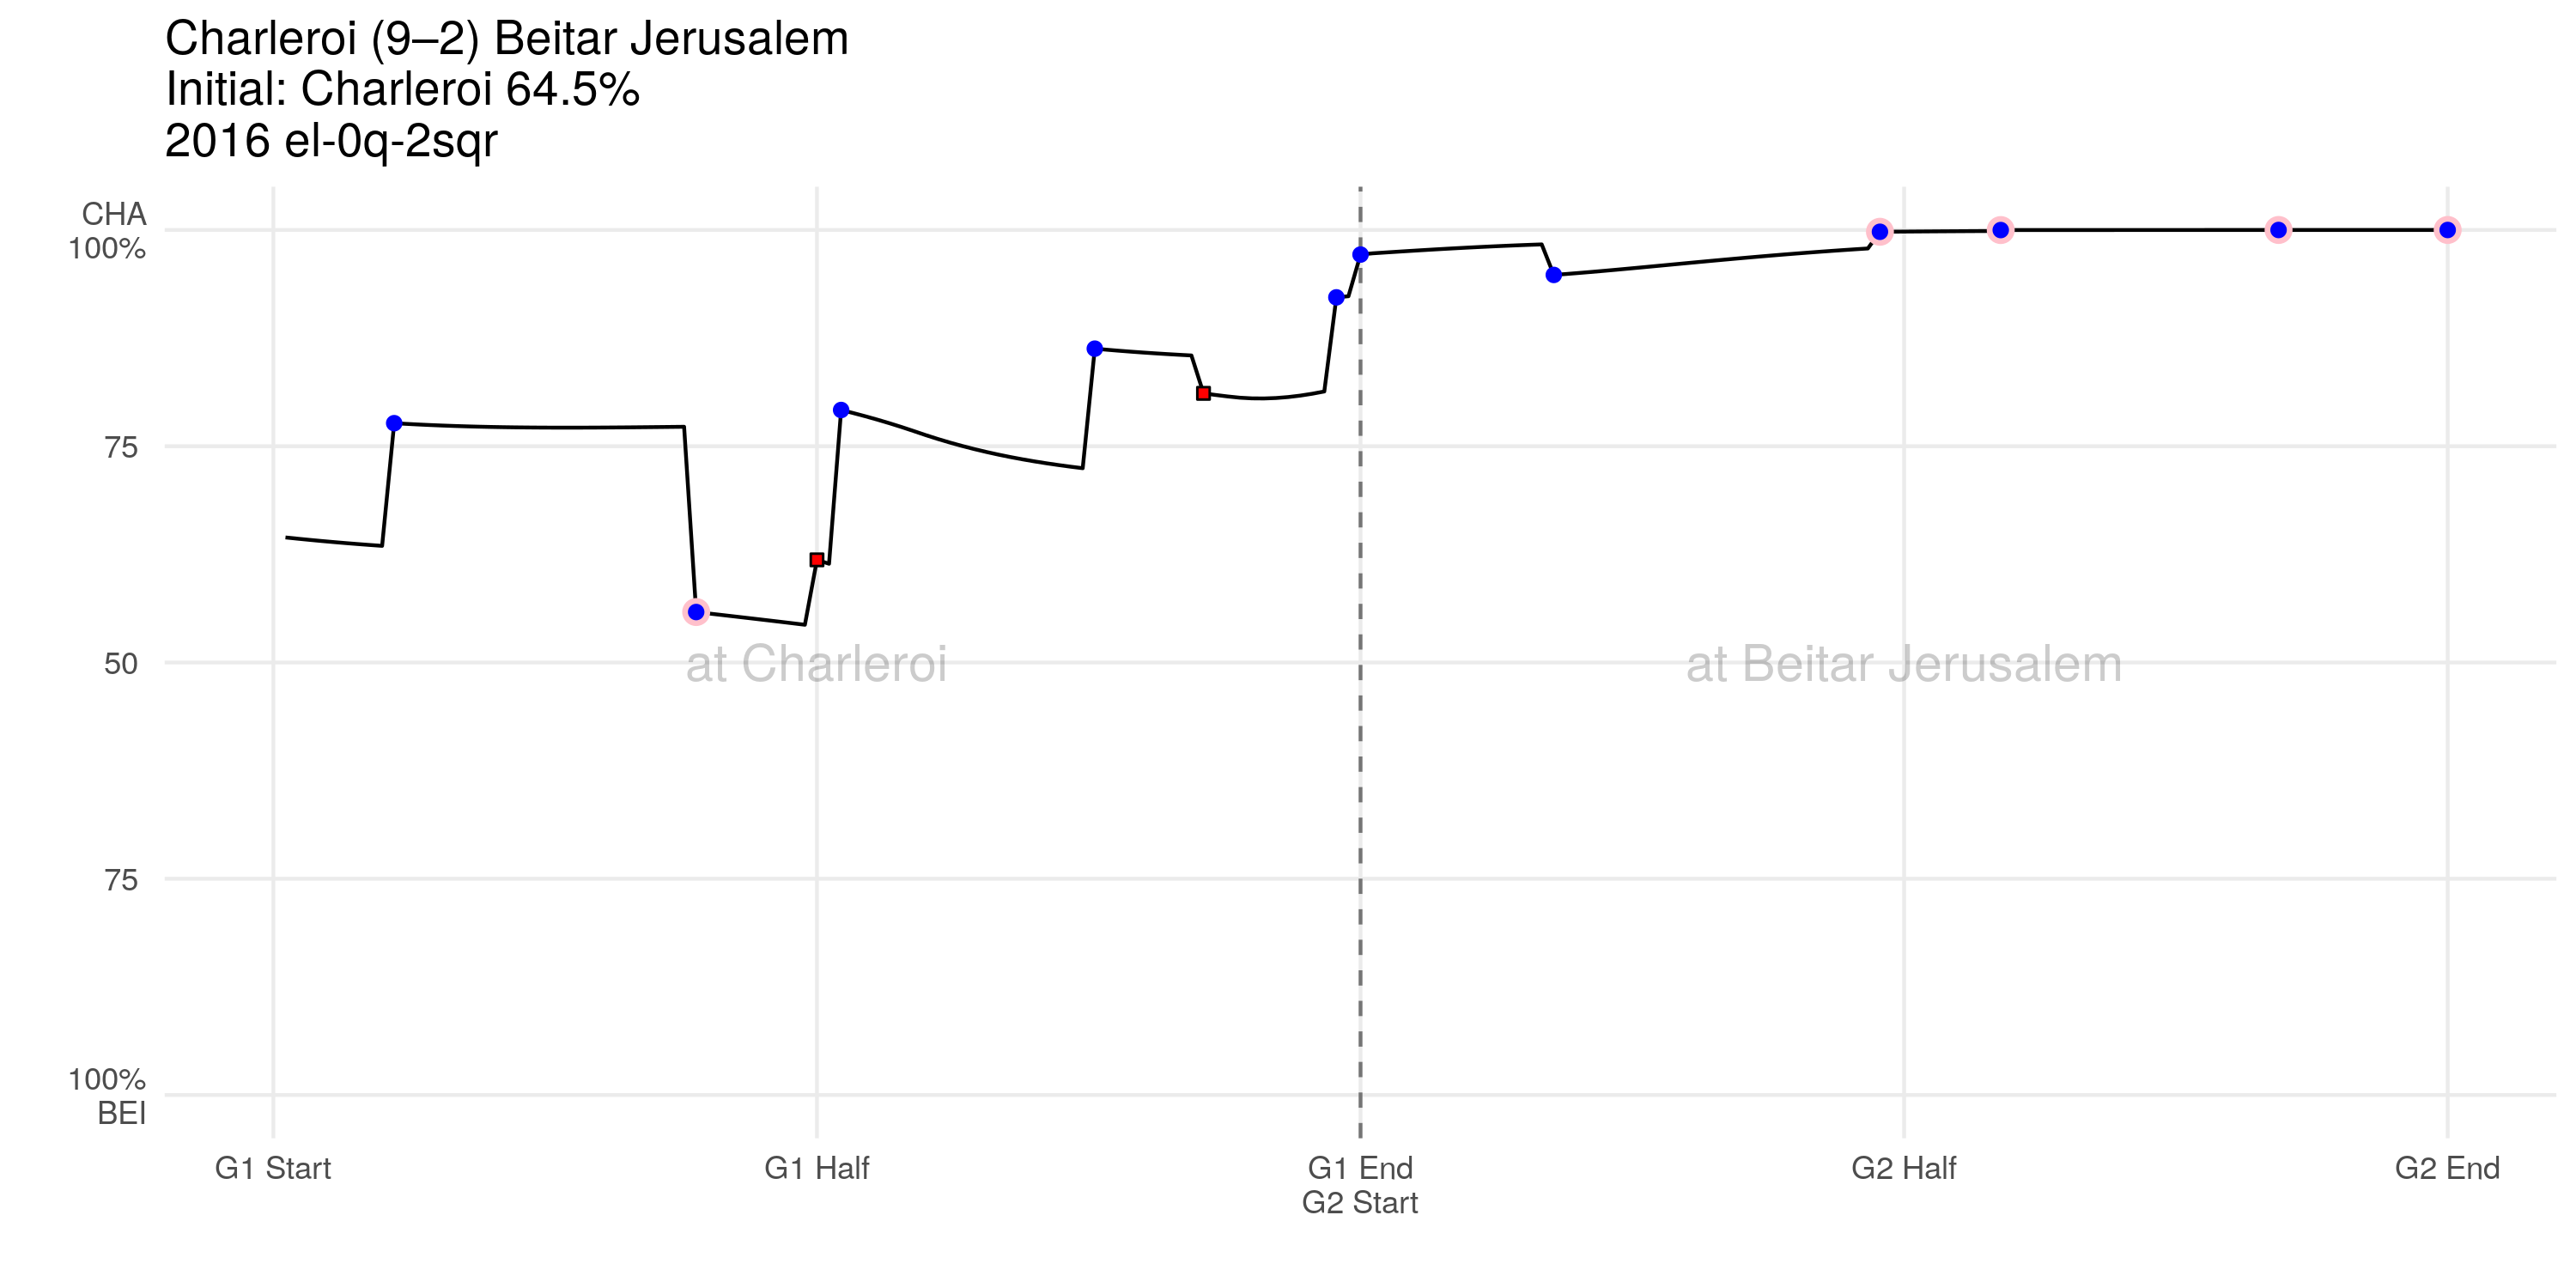 Charleroi (9–2) Beitar Jerusalem
Initial: Charleroi 64.5%
2016 el-0q-2sqr
CHA
100%
75
50
75
100%
BEI
at Charleroi
at Beitar Jerusalem
G1 Start
G1 Half
G1 End
G2 Start
G2 Half
G2 End